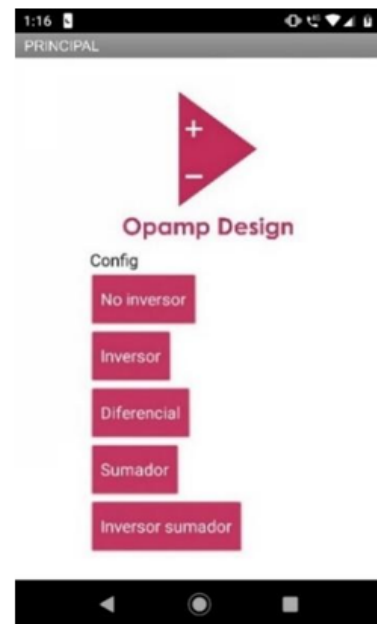 1:16
PRINCIPAL
+
−
Opamp Design
Config
No inversor
Inversor
Diferencial
Sumador
Inversor sumador